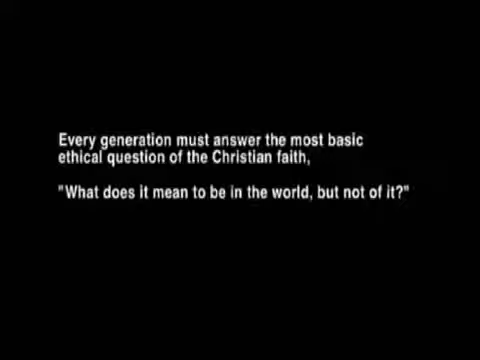 Every generation must answer the most basic
ethical question of the Christian faith,
"What does it mean to be in the world, but not of it?"